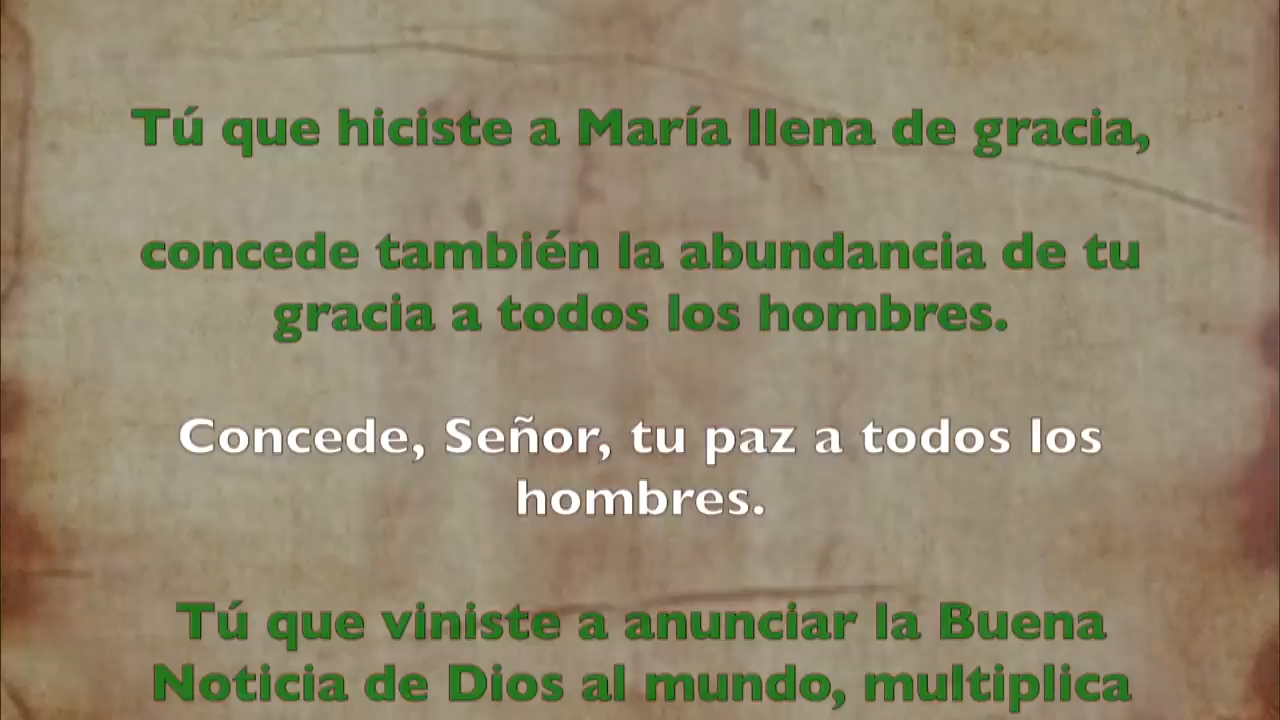 Tú que hiciste a María llena de gracia,
concede también la abundancia de tu
gracia a todos los hombres.
Concede, Señor, tu paz a todos los
hombres.
Tú que viniste a anunciar la Buena
Noticia de Dios al mundo, multiplica